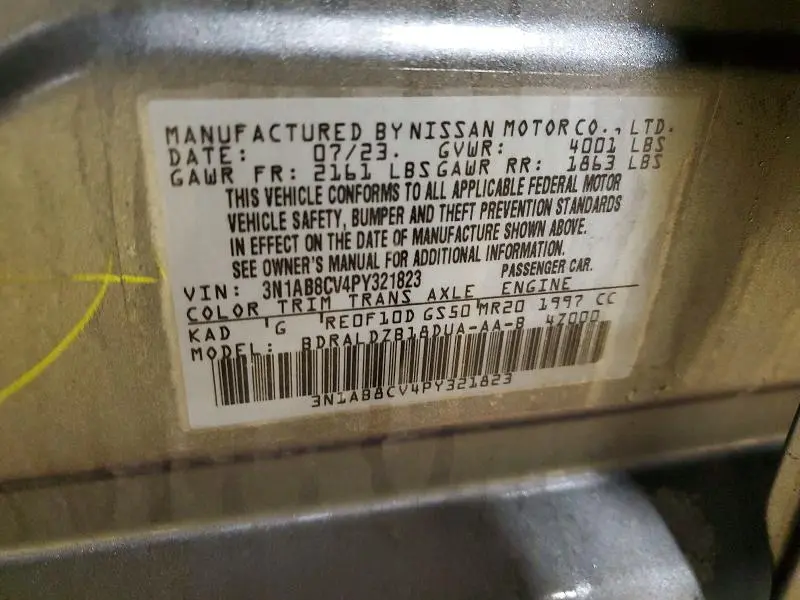 MANUFACTURED BY NISSAN MOTOR CO., LTD.
DATE: 07/23. GVWR: 4001 LBS
GAWR FR: 2161 LBS GAWR RR: 1863 LBS
THIS VEHICLE CONFORMS TO ALL APPLICABLE FEDERAL MOTOR
VEHICLE SAFETY, BUMPER AND THEFT PREVENTION STANDARDS
IN EFFECT ON THE DATE OF MANUFACTURE SHOWN ABOVE.
SEE OWNER'S MANUAL FOR ADDITIONAL INFORMATION.
VIN: 3N1AB8CV4PY321823 PASSENGER CAR.
COLOR TRIM TRANS AXLE ENGINE
KAD G RE0F10D GS50 MR20 1997 CC
MODEL: BDRALDZB18DUA-AA-B 4Z000
3N1AB8CV4PY321823